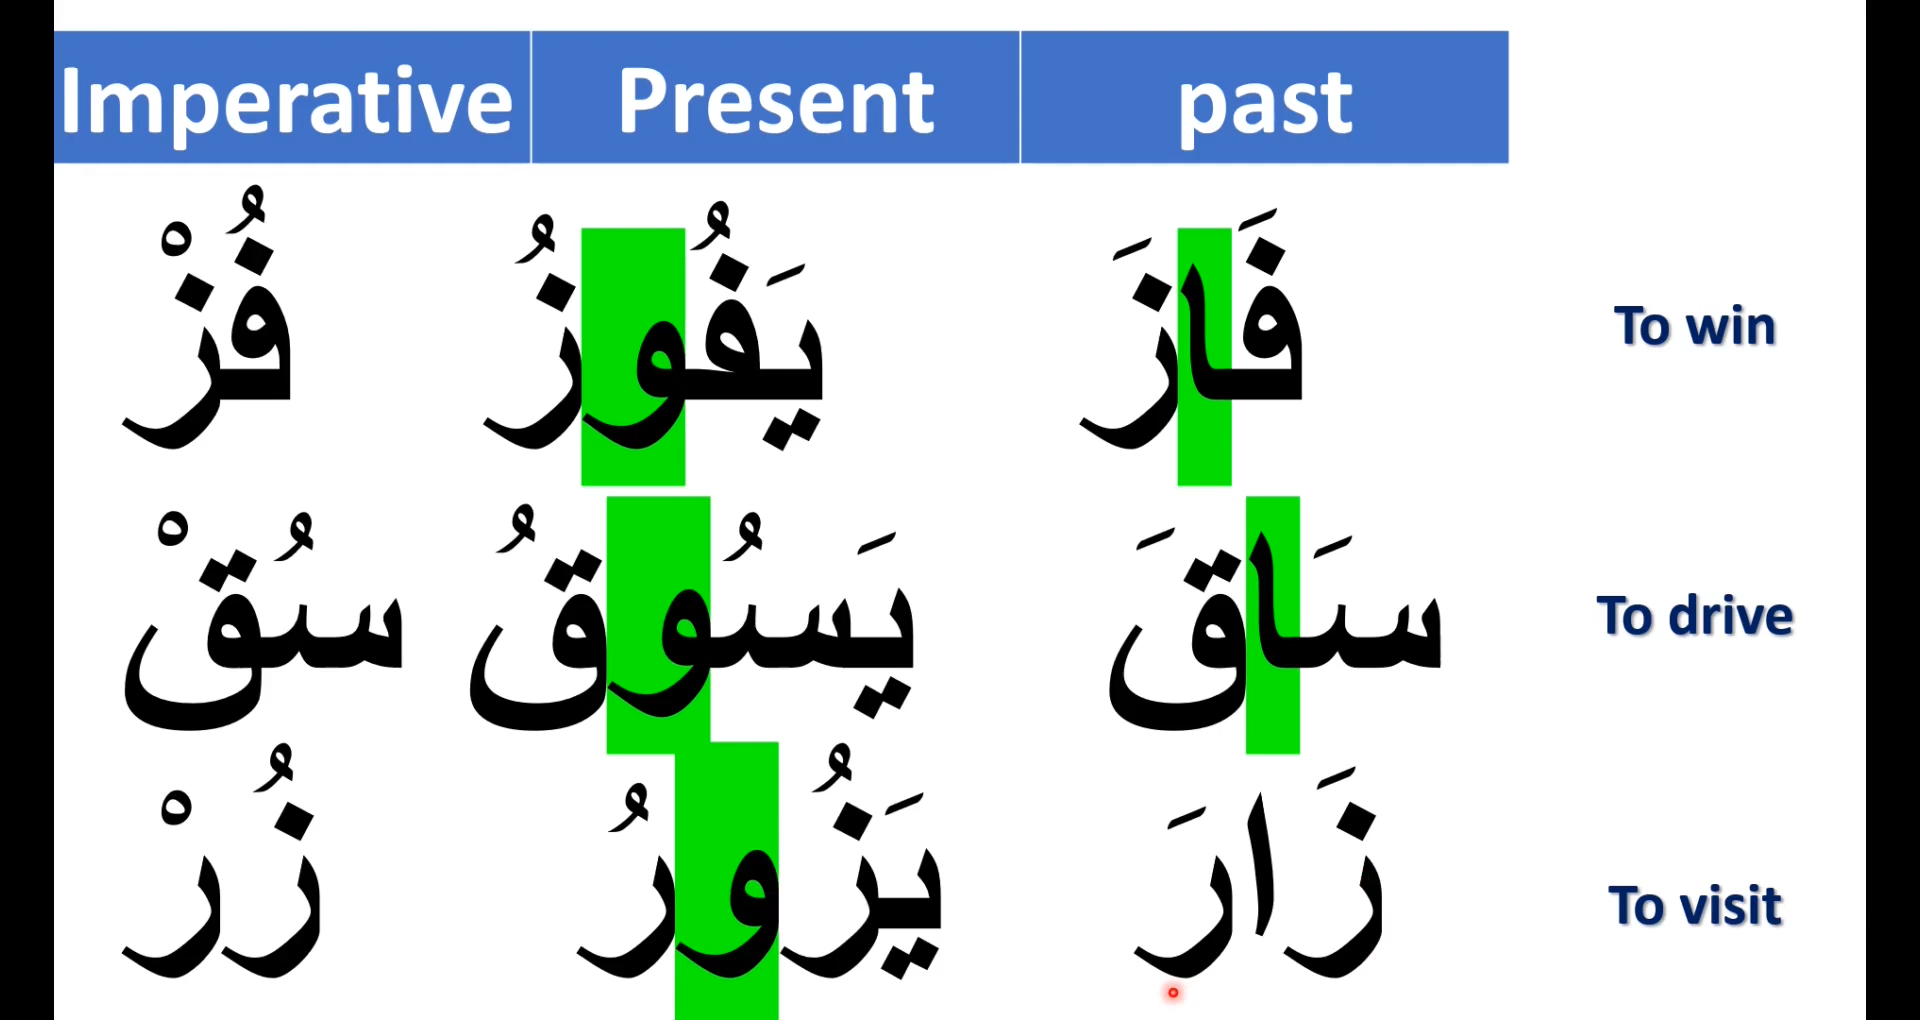 Imperative Present past
فَازَ يَفُوزُ فُزْ To win
سَاقَ يَسُوقُ سُقْ To drive
زَارَ يَزُورُ زُرْ To visit